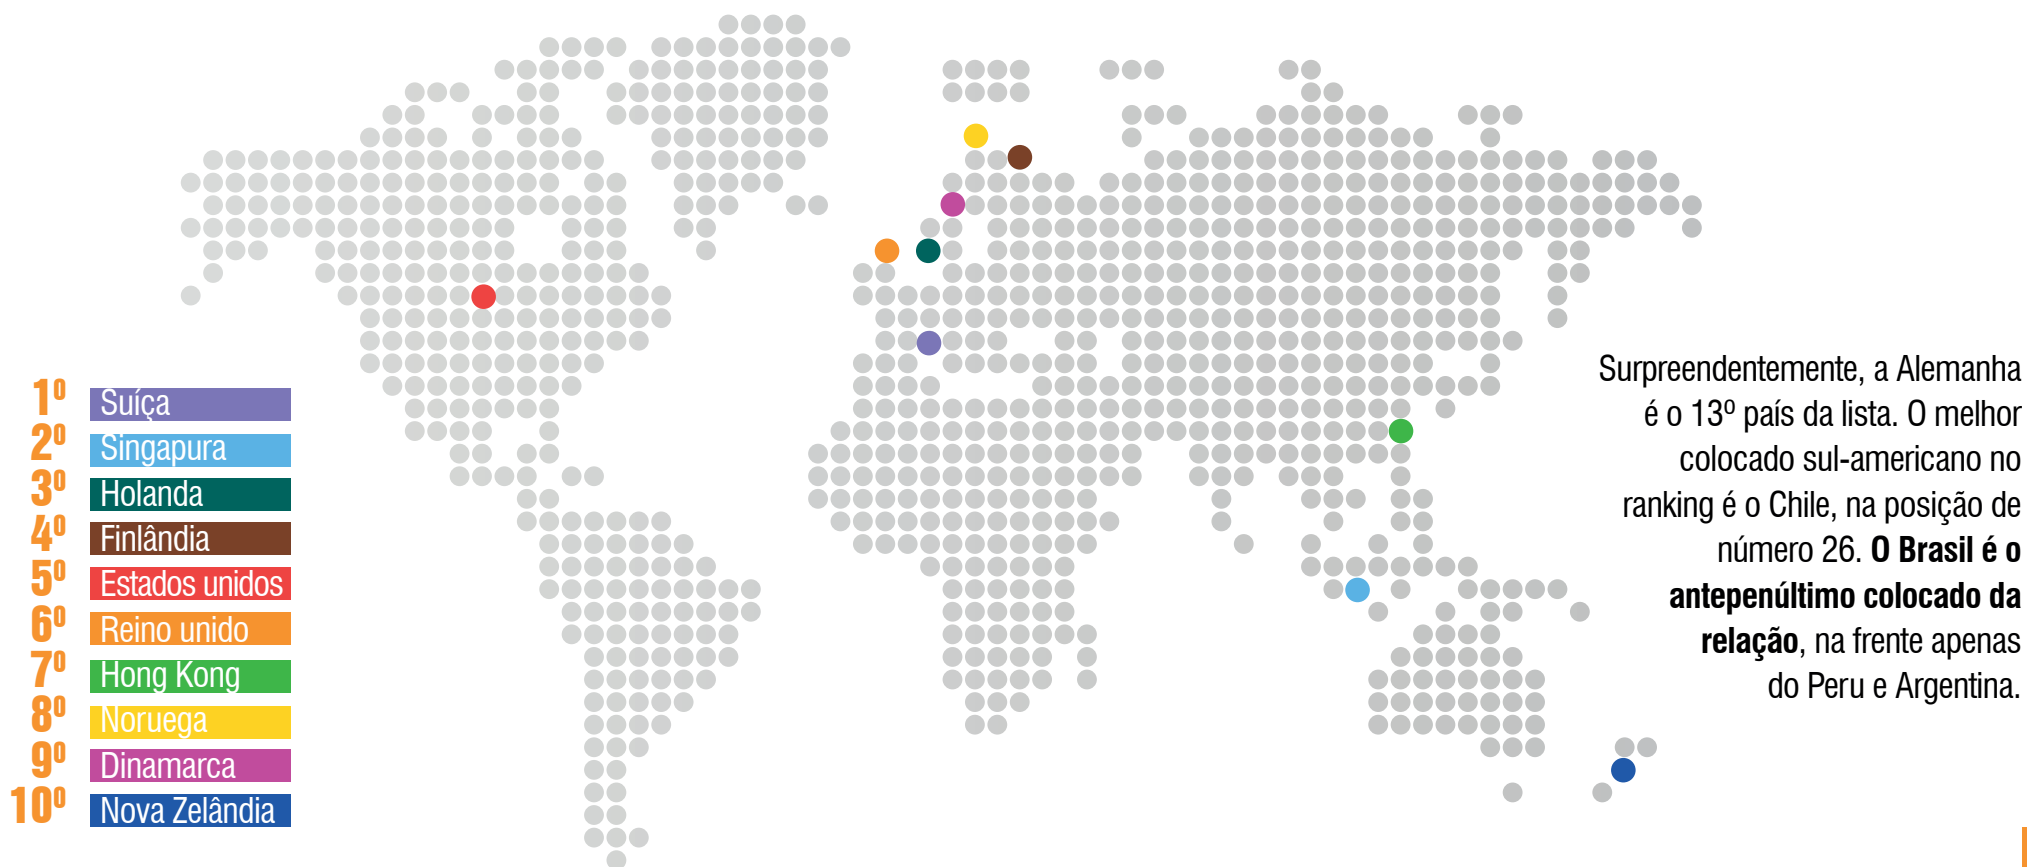 1º Suíça
2º Singapura
3º Holanda
4º Finlândia
5º Estados unidos
6º Reino unido
7º Hong Kong
8º Noruega
9º Dinamarca
10º Nova Zelândia
Surpreendentemente, a Alemanha
é o 13º país da lista. O melhor
colocado sul-americano no
ranking é o Chile, na posição de
número 26. O Brasil é o
antepenúltimo colocado da
relação, na frente apenas
do Peru e Argentina.